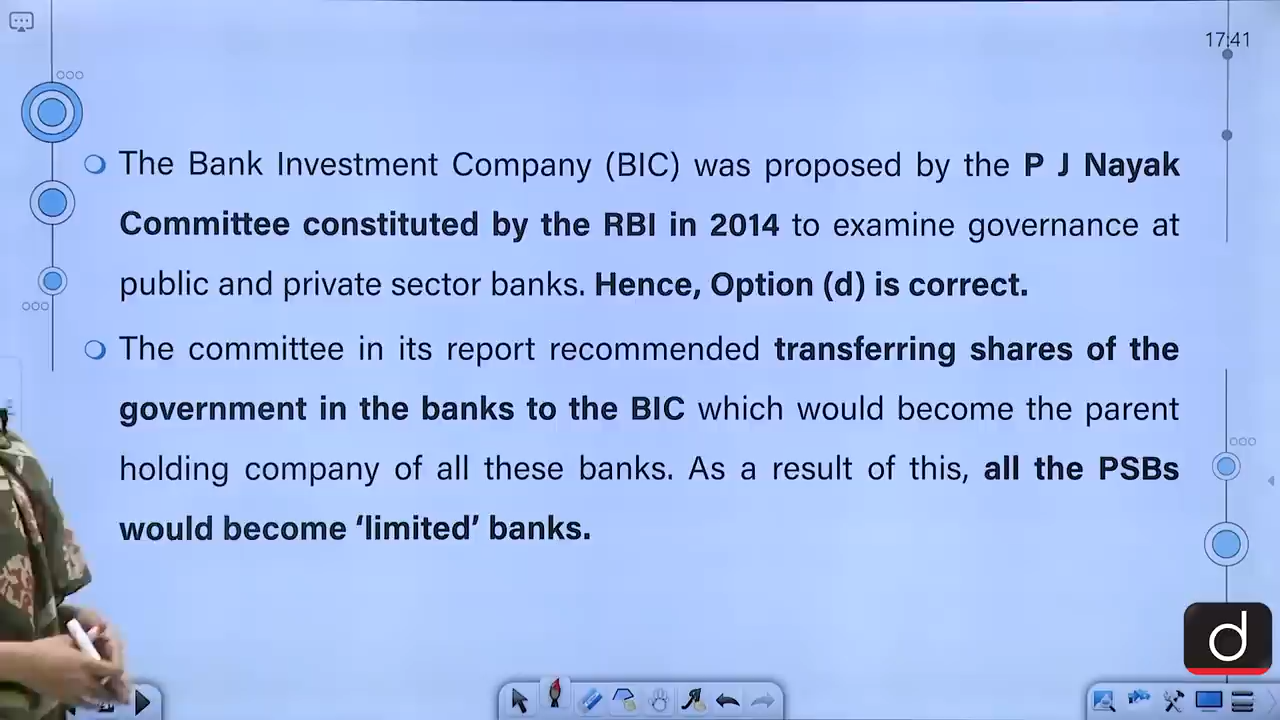 17:41
The Bank Investment Company (BIC) was proposed by the P J Nayak
Committee constituted by the RBI in 2014 to examine governance at
public and private sector banks. Hence, Option (d) is correct.
The committee in its report recommended transferring shares of the
government in the banks to the BIC which would become the parent
holding company of all these banks. As a result of this, all the PSBs
would become ‘limited’ banks.
d